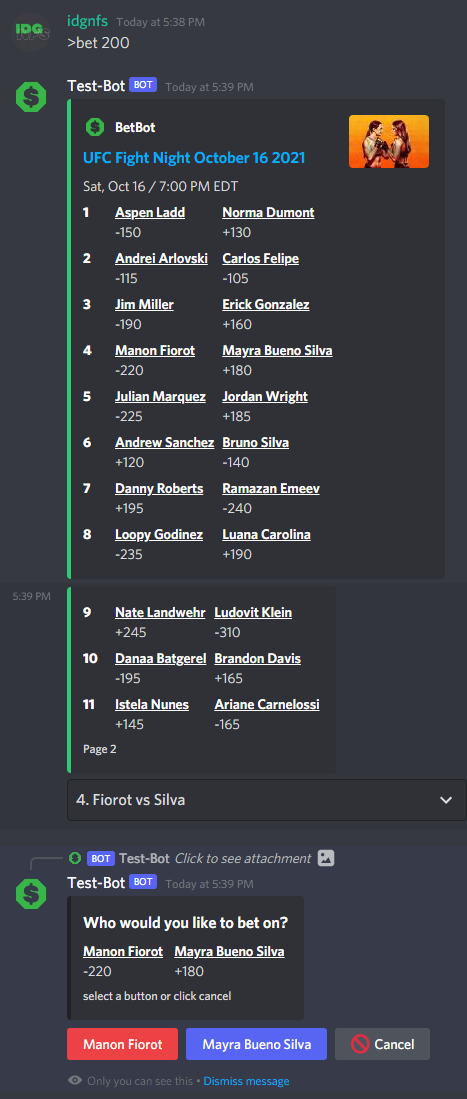 IDG
idgnfs Today at 5:38 PM
>bet 200
Test-Bot BOT Today at 5:39 PM
BetBot
UFC Fight Night October 16 2021
Sat, Oct 16 / 7:00 PM EDT
1 Aspen Ladd Norma Dumont
-150 +130
2 Andrei Arlovski Carlos Felipe
-115 -105
3 Jim Miller Erick Gonzalez
-190 +160
4 Manon Fiorot Mayra Bueno Silva
-220 +180
5 Julian Marquez Jordan Wright
-225 +185
6 Andrew Sanchez Bruno Silva
+120 -140
7 Danny Roberts Ramazan Emeev
+195 -240
8 Loopy Godinez Luana Carolina
-235 +190
5:39 PM
9 Nate Landwehr Ludovit Klein
+245 -310
10 Danaa Batgerel Brandon Davis
-195 +165
11 Istela Nunes Ariane Carnelossi
+145 -165
Page 2
4. Fiorot vs Silva
BOT Test-Bot Click to see attachment
Test-Bot BOT Today at 5:39 PM
Who would you like to bet on?
Manon Fiorot Mayra Bueno Silva
-220 +180
select a button or click cancel
Manon Fiorot Mayra Bueno Silva Cancel
Only you can see this • Dismiss message